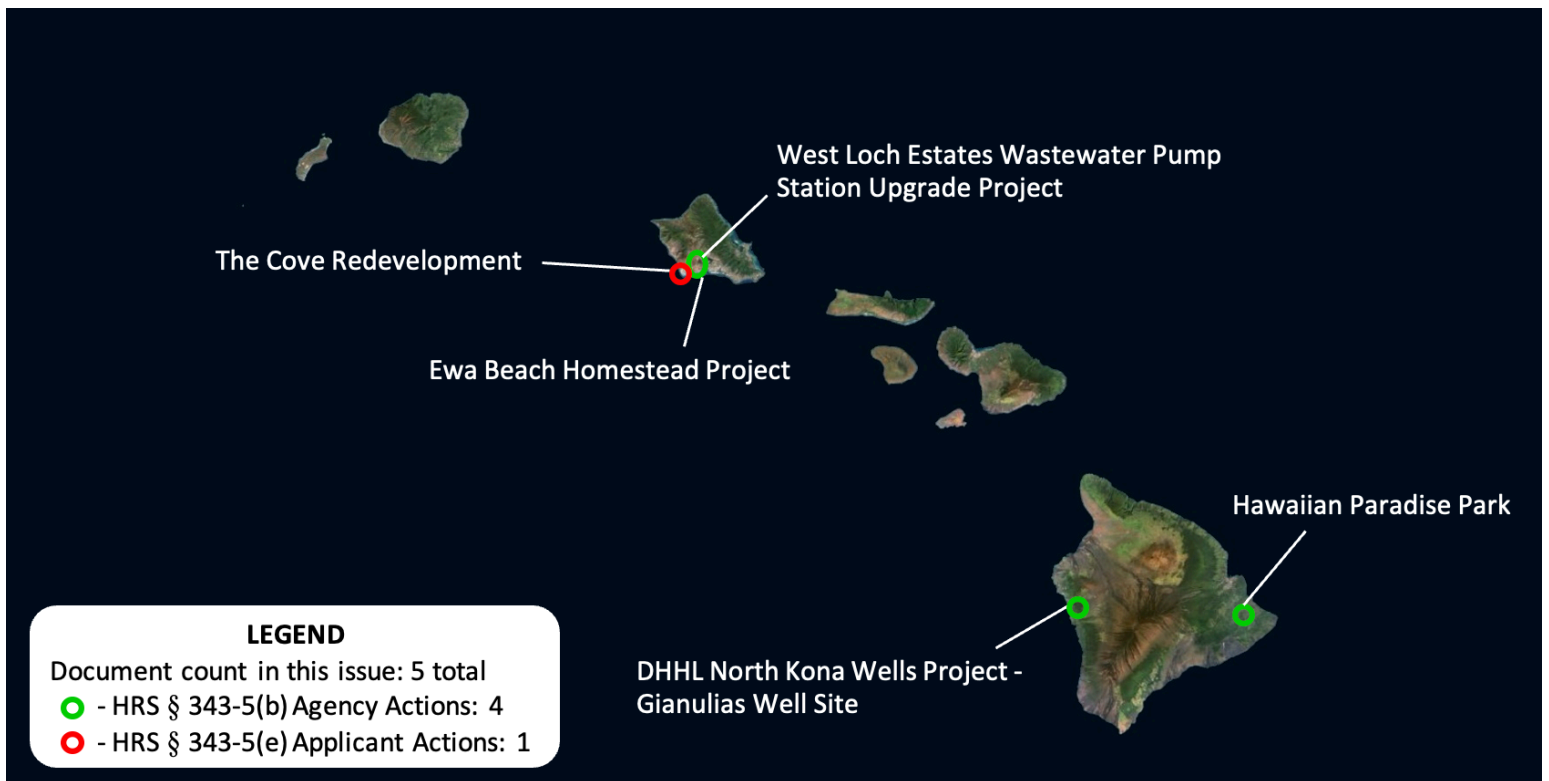 West Loch Estates Wastewater Pump
Station Upgrade Project
The Cove Redevelopment
Ewa Beach Homestead Project
Hawaiian Paradise Park
DHHL North Kona Wells Project -
Gianulias Well Site
LEGEND
Document count in this issue: 5 total
- HRS § 343-5(b) Agency Actions: 4
- HRS § 343-5(e) Applicant Actions: 1